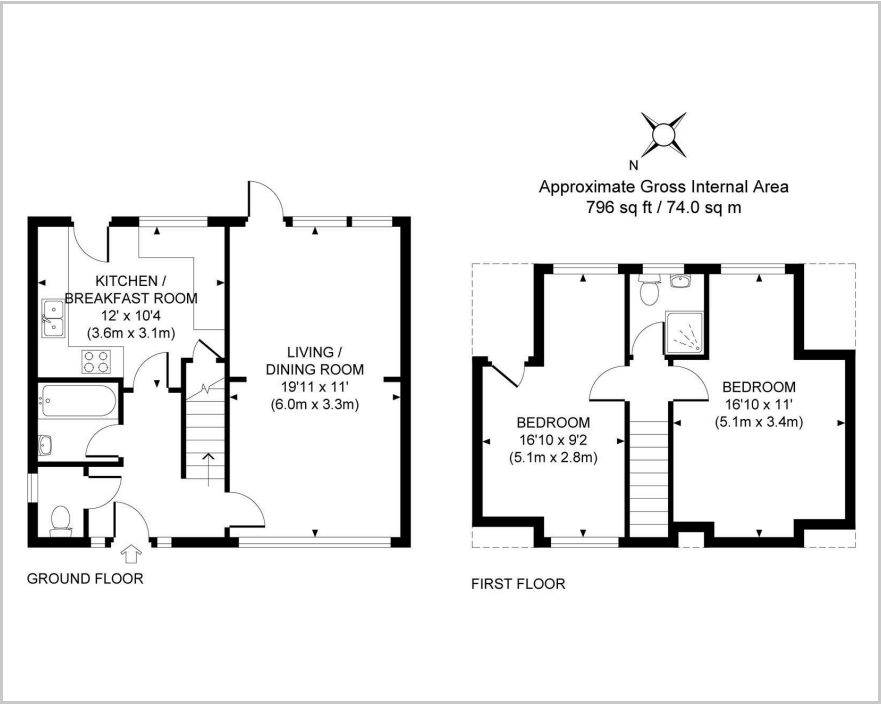 N
Approximate Gross Internal Area
796 sq ft / 74.0 sq m
KITCHEN /
BREAKFAST ROOM
12' x 10'4
(3.6m x 3.1m)
LIVING /
DINING ROOM
19'11 x 11'
(6.0m x 3.3m)
GROUND FLOOR
BEDROOM
16'10 x 9'2
(5.1m x 2.8m)
BEDROOM
16'10 x 11'
(5.1m x 3.4m)
FIRST FLOOR